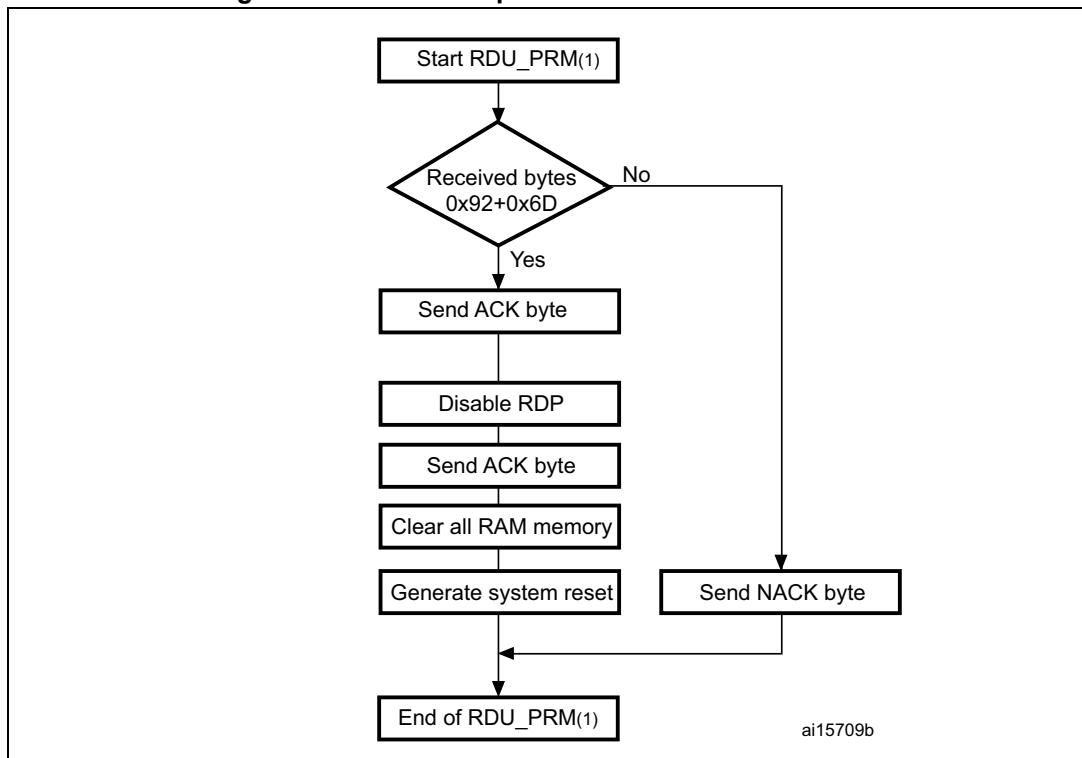 Start RDU_PRM(1)
Received bytes
0x92+0x6D
No
Yes
Send ACK byte
Disable RDP
Send ACK byte
Clear all RAM memory
Generate system reset
Send NACK byte
End of RDU_PRM(1)
ai15709b